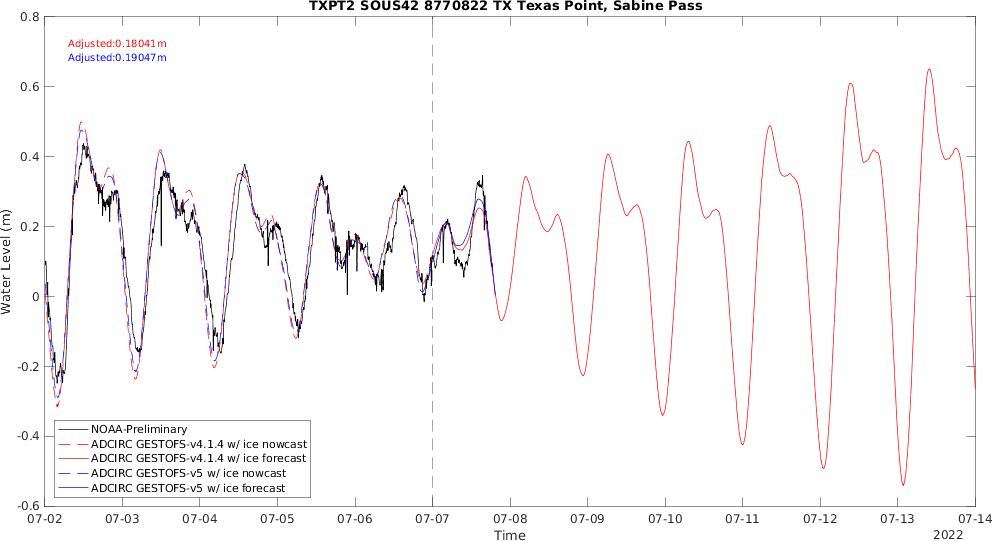 TXPT2 SOUS42 8770822 TX Texas Point, Sabine Pass
Adjusted:0.18041m
Adjusted:0.19047m
Water Level (m)
0.8
0.6
0.4
0.2
0
-0.2
-0.4
-0.6
NOAA-Preliminary
ADCIRC GESTOFS-v4.1.4 w/ ice nowcast
ADCIRC GESTOFS-v4.1.4 w/ ice forecast
ADCIRC GESTOFS-v5 w/ ice nowcast
ADCIRC GESTOFS-v5 w/ ice forecast
07-02 07-03 07-04 07-05 07-06 07-07 07-08 07-09 07-10 07-11 07-12 07-13 07-14
Time
2022